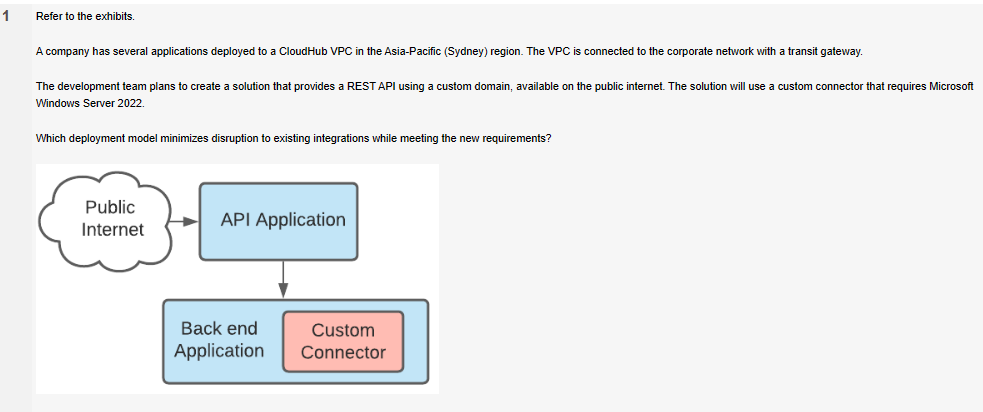 1
Refer to the exhibits.
A company has several applications deployed to a CloudHub VPC in the Asia-Pacific (Sydney) region. The VPC is connected to the corporate network with a transit gateway.
The development team plans to create a solution that provides a REST API using a custom domain, available on the public internet. The solution will use a custom connector that requires Microsoft
Windows Server 2022.
Which deployment model minimizes disruption to existing integrations while meeting the new requirements?
Public
Internet
API Application
Back end
Application
Custom
Connector